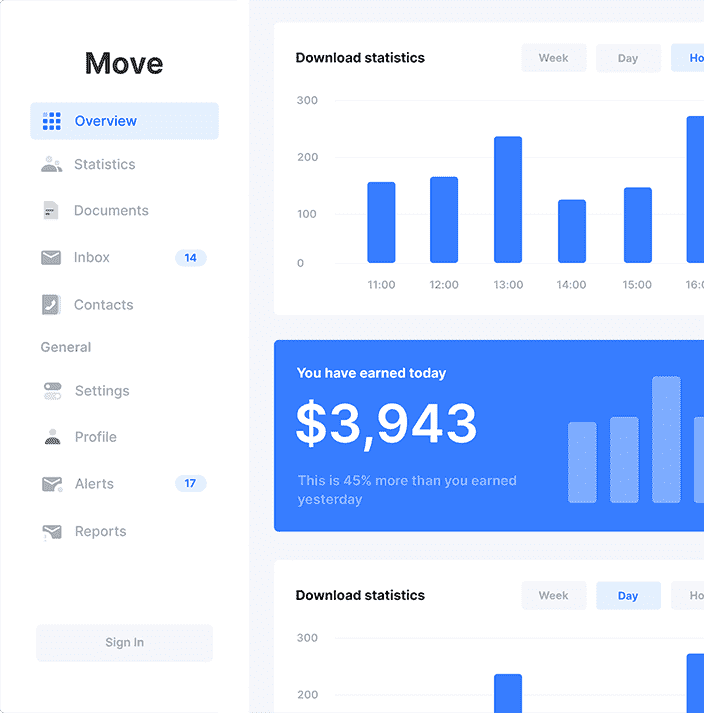 Move
Overview
Statistics
Documents
Inbox 14
Contacts
General
Settings
Profile
Alerts 17
Reports
Sign In
Download statistics Week Day Ho
300
200
100
0
11:00 12:00 13:00 14:00 15:00 16:0
You have earned today
$3,943
This is 45% more than you earned
yesterday
Download statistics Week Day Ho
300
200